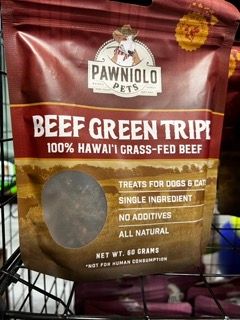 PAWNIOLO
PETS
BEEF GREEN TRIPE
100% HAWAI'I GRASS-FED BEEF
TREATS FOR DOGS & CATS
SINGLE INGREDIENT
NO ADDITIVES
ALL NATURAL
NET WT. 60 GRAMS
*NOT FOR HUMAN CONSUMPTION